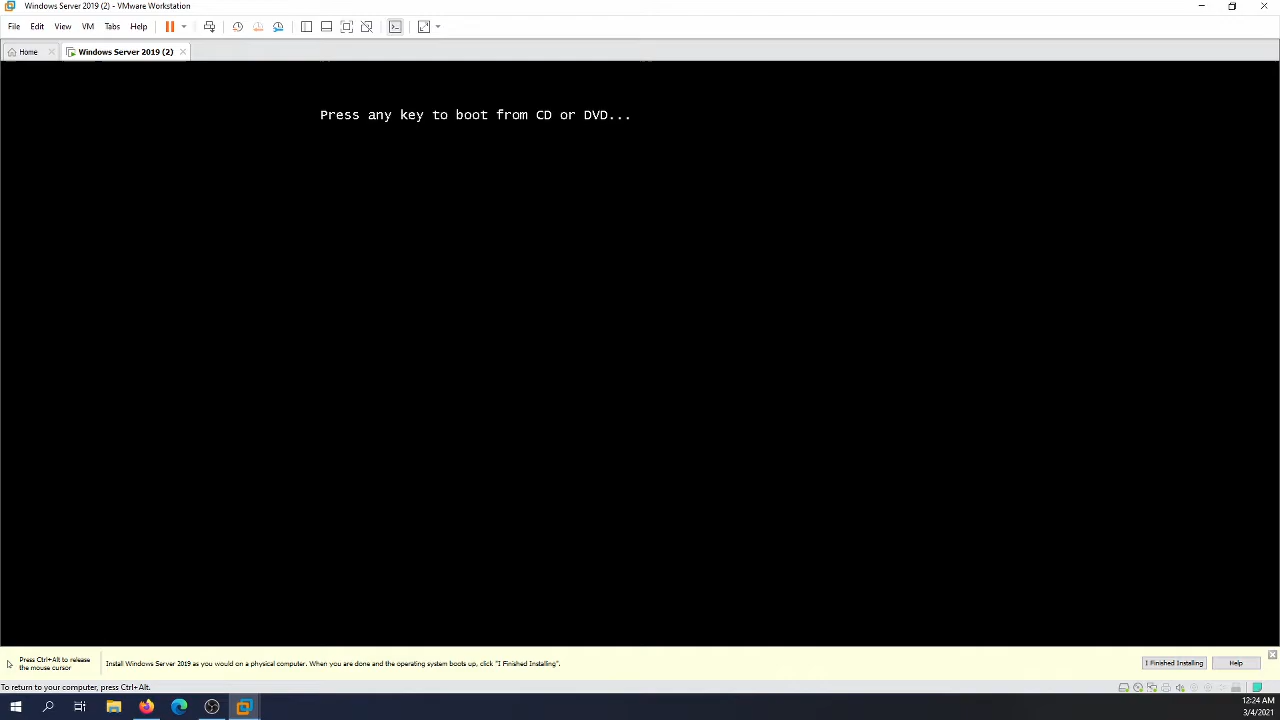 Windows Server 2019 (2) - VMware Workstation
File Edit View VM Tabs Help
Home Windows Server 2019 (2)
Press any key to boot from CD or DVD...
Press Ctrl+Alt to release
the mouse cursor
Install Windows Server 2019 as you would on a physical computer. When you are done and the operating system boots up, click "I Finished Installing".
I Finished Installing Help
To return to your computer, press Ctrl+Alt.
12:24 AM
3/4/2021